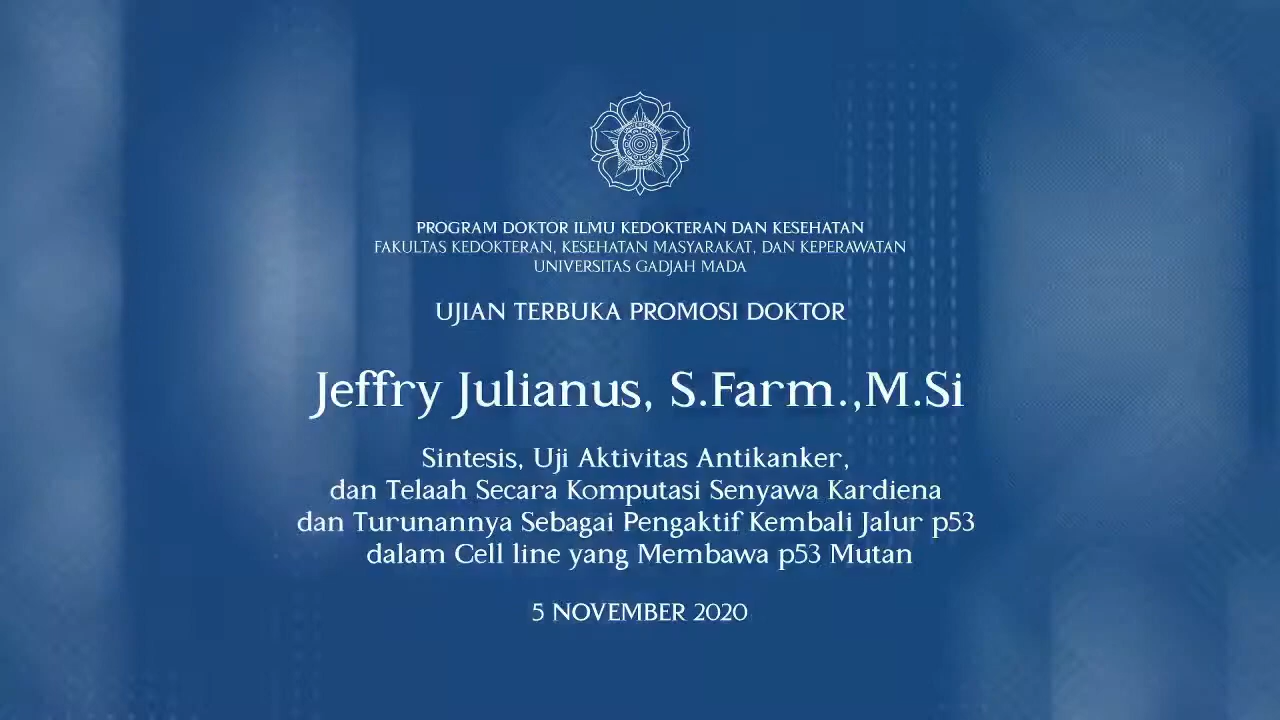 PROGRAM DOKTOR ILMU KEDOKTERAN DAN KESEHATAN
FAKULTAS KEDOKTERAN, KESEHATAN MASYARAKAT, DAN KEPERAWATAN
UNIVERSITAS GADJAH MADA
UJIAN TERBUKA PROMOSI DOKTOR
Jeffry Julianus, S.Farm.,M.Si
Sintesis, Uji Aktivitas Antikanker,
dan Telaah Secara Komputasi Senyawa Kardiena
dan Turunannya Sebagai Pengaktif Kembali Jalur p53
dalam Cell line yang Membawa p53 Mutan
5 NOVEMBER 2020